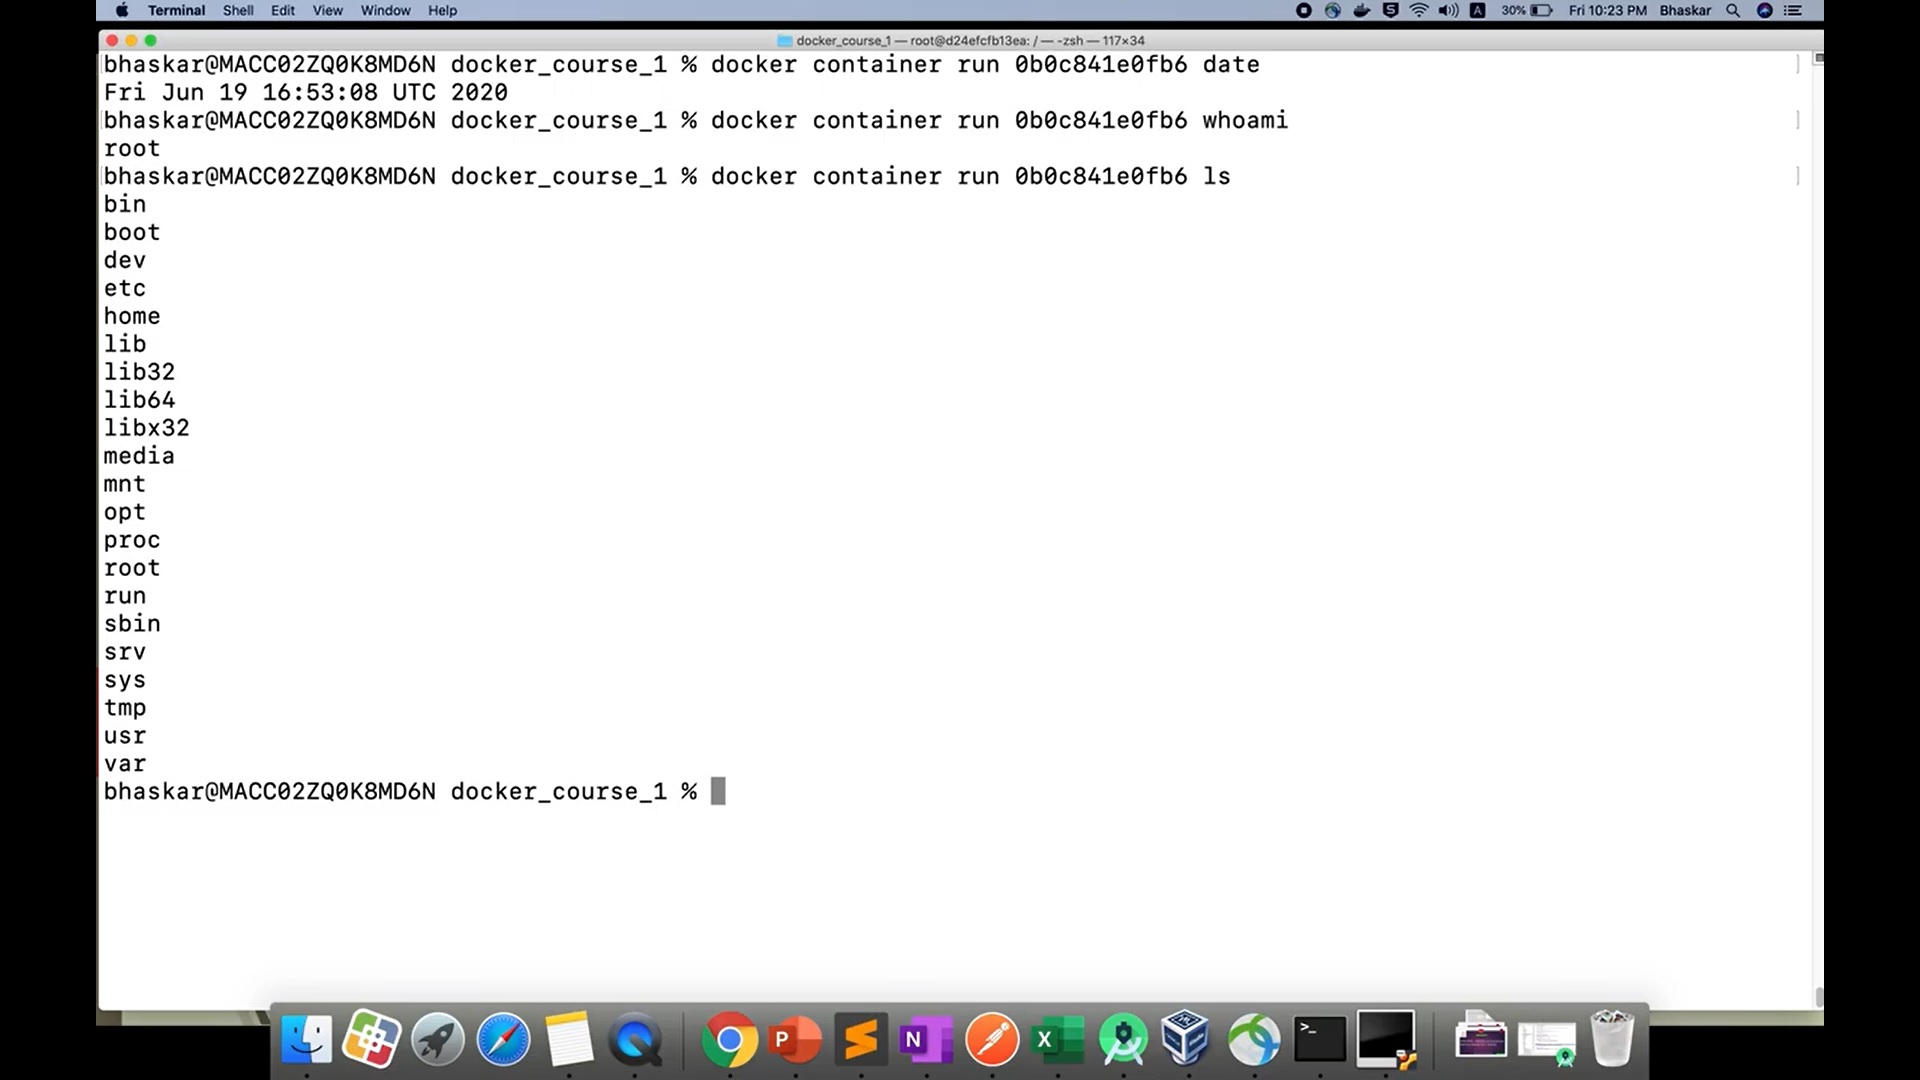 Terminal Shell Edit View Window Help 30% Fri 10:23 PM Bhaskar
docker_course_1 — root@d24efcfb13ea: / — -zsh — 117×34
bhaskar@MACC02ZQ0K8MD6N docker_course_1 % docker container run 0b0c841e0fb6 date
Fri Jun 19 16:53:08 UTC 2020
bhaskar@MACC02ZQ0K8MD6N docker_course_1 % docker container run 0b0c841e0fb6 whoami
root
bhaskar@MACC02ZQ0K8MD6N docker_course_1 % docker container run 0b0c841e0fb6 ls
bin
boot
dev
etc
home
lib
lib32
lib64
libx32
media
mnt
opt
proc
root
run
sbin
srv
sys
tmp
usr
var
bhaskar@MACC02ZQ0K8MD6N docker_course_1 %